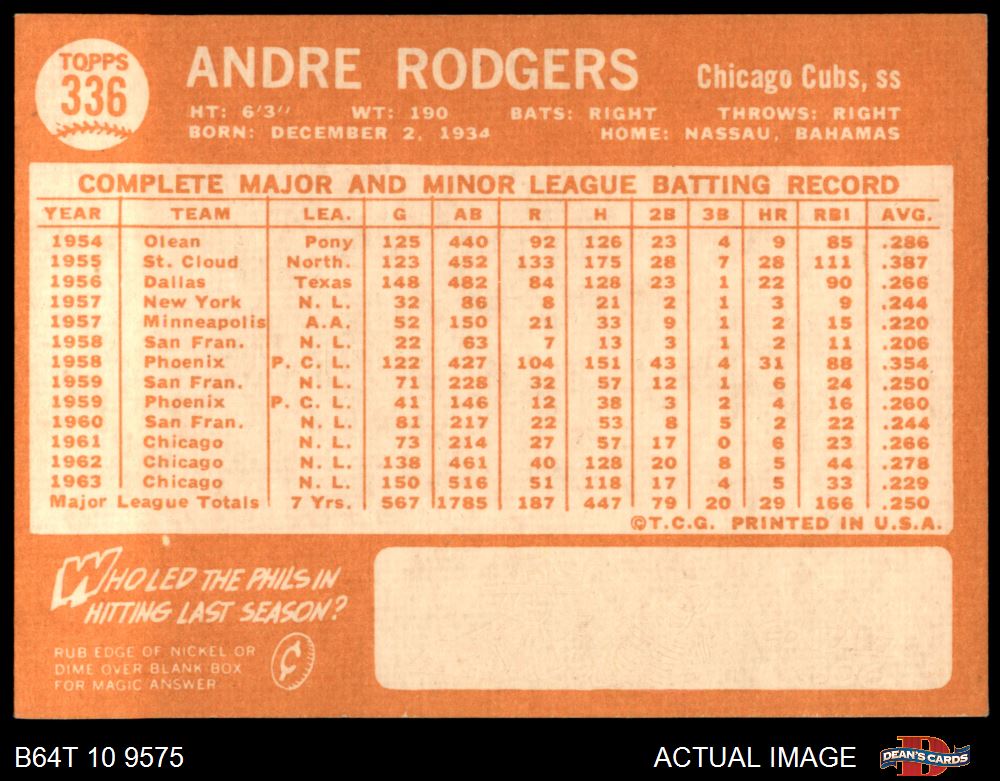 TOPPS
336
ANDRE RODGERS
Chicago Cubs, ss
HT: 6'3" WT: 190 BATS: RIGHT THROWS: RIGHT
BORN: DECEMBER 2, 1934 HOME: NASSAU, BAHAMAS
COMPLETE MAJOR AND MINOR LEAGUE BATTING RECORD
YEAR TEAM LEA. G AB R H 2B 3B HR RBI AVG.
1954 Olean Pony 125 440 92 126 23 4 9 85 .286
1955 St. Cloud North. 123 452 133 175 28 7 28 111 .387
1956 Dallas Texas 148 482 84 128 23 1 22 90 .266
1957 New York N. L. 32 86 8 21 2 1 3 9 .244
1957 Minneapolis A.A. 52 150 21 33 9 1 2 15 .220
1958 San Fran. N. L. 22 63 7 13 3 1 2 11 .206
1958 Phoenix P. C. L. 122 427 104 151 43 4 31 88 .354
1959 San Fran. N. L. 71 228 32 57 12 1 6 24 .250
1959 Phoenix P. C. L. 41 146 12 38 3 2 4 16 .260
1960 San Fran. N. L. 81 217 22 53 8 5 2 22 .244
1961 Chicago N. L. 73 214 27 57 17 0 6 23 .266
1962 Chicago N. L. 138 461 40 128 20 8 5 44 .278
1963 Chicago N. L. 150 516 51 118 17 4 5 33 .229
Major League Totals 7 Yrs. 567 1785 187 447 79 20 29 166 .250
©T.C.G. PRINTED IN U.S.A.
WHO LED THE PHILS IN
HITTING LAST SEASON?
RUB EDGE OF NICKEL OR
DIME OVER BLANK BOX
FOR MAGIC ANSWER
¢
B64T 10 9575
ACTUAL IMAGE
DEAN'S CARDS